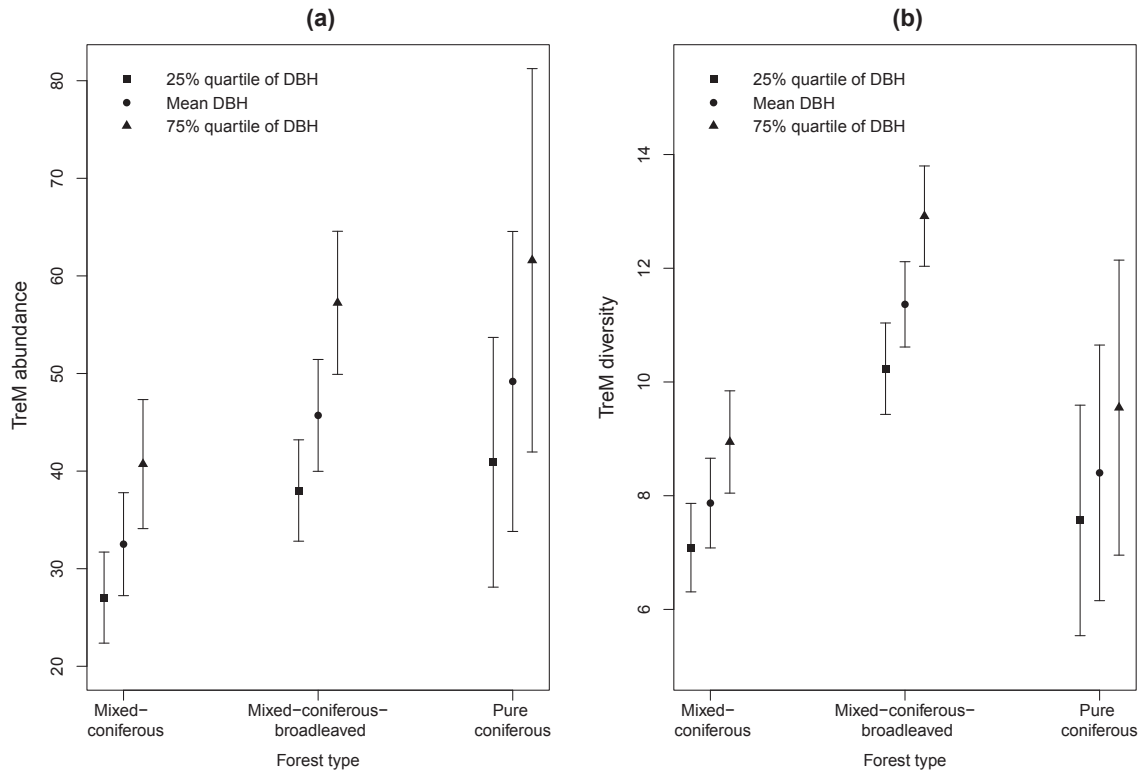 (a)
25% quartile of DBH
Mean DBH
75% quartile of DBH
TreM abundance
80
70
60
50
40
30
20
Mixed−
coniferous
Mixed−coniferous−
broadleaved
Pure
coniferous
Forest type
(b)
25% quartile of DBH
Mean DBH
75% quartile of DBH
TreM diversity
14
12
10
8
6
Mixed−
coniferous
Mixed−coniferous−
broadleaved
Pure
coniferous
Forest type